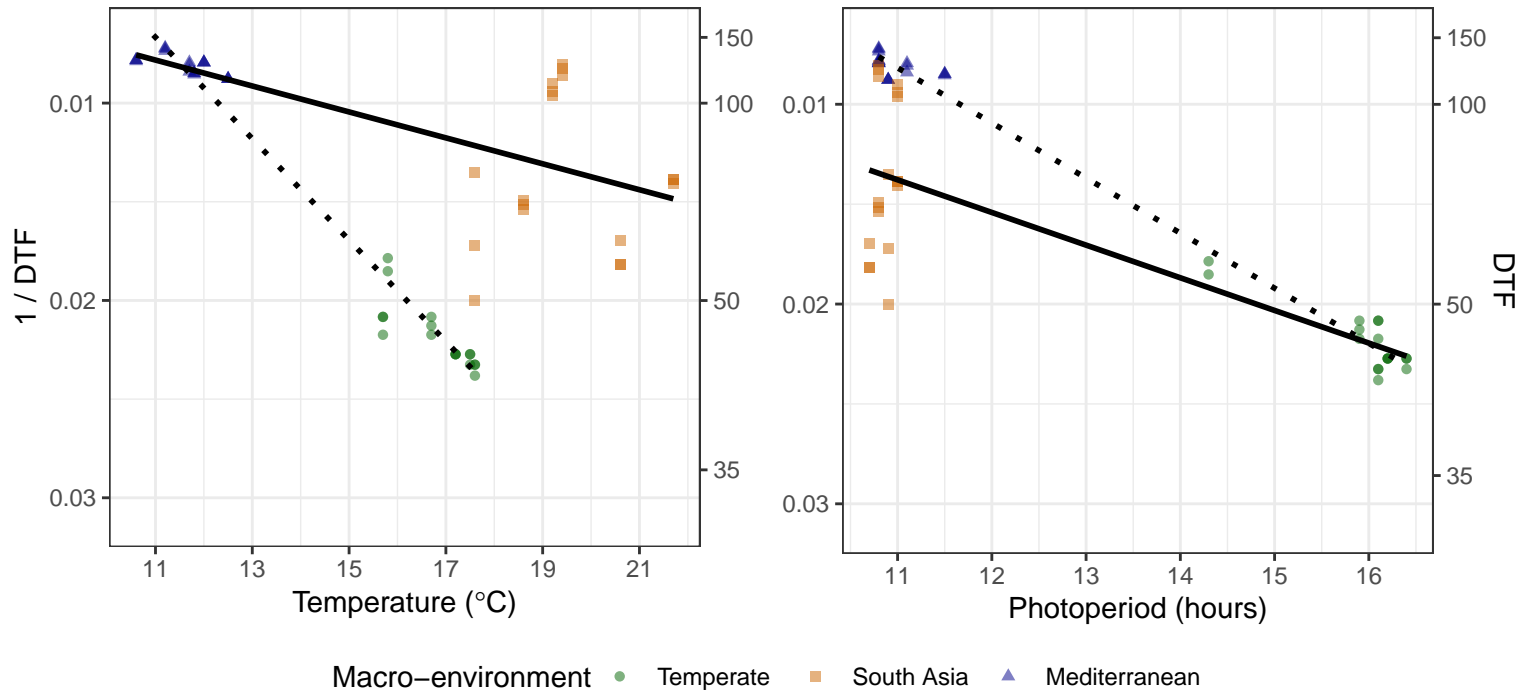 1 / DTF
0.01
0.02
0.03
150
100
50
35
11 13 15 17 19 21
Temperature (°C)
0.01
0.02
0.03
150
100
50
35
DTF
11 12 13 14 15 16
Photoperiod (hours)
Macro−environment Temperate South Asia Mediterranean